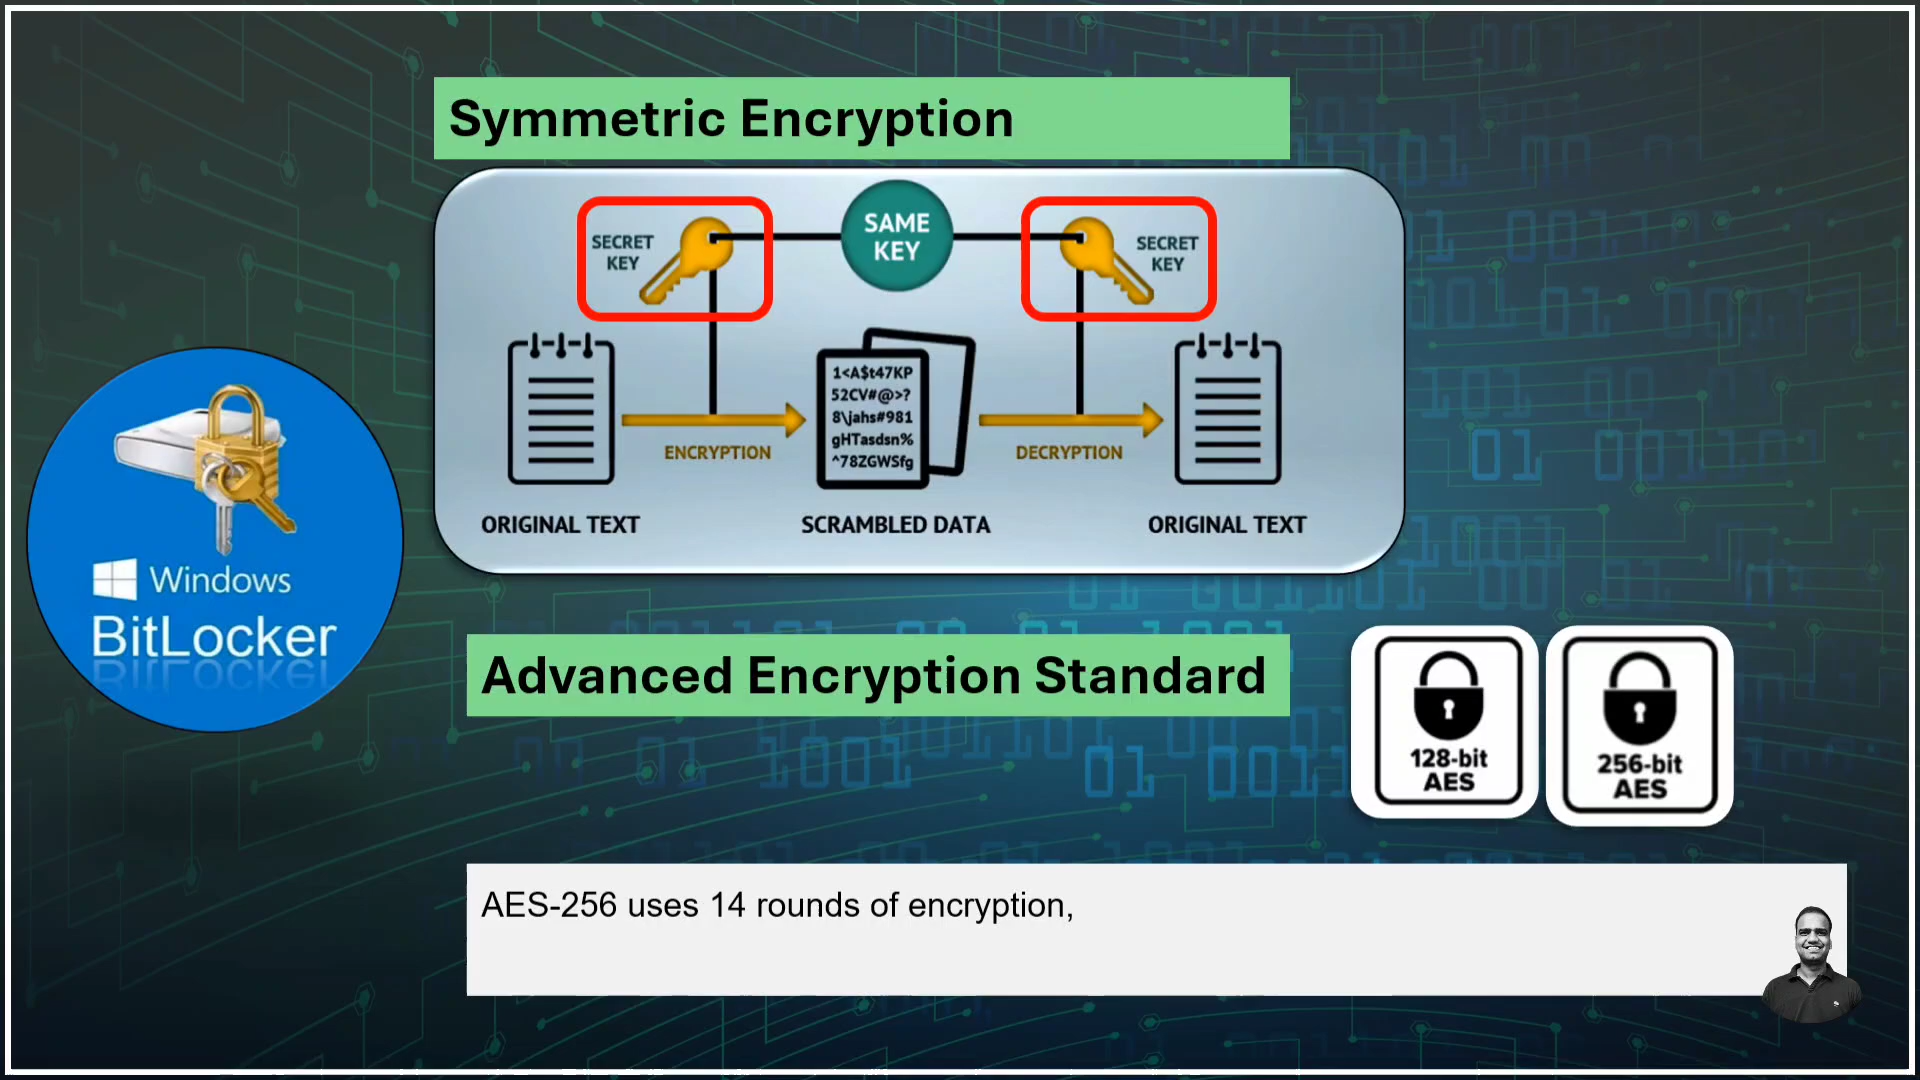 Symmetric Encryption
SECRET
KEY
SAME
KEY
SECRET
KEY
1<A$t47KP
52CV#@>?
8\jahs#981
gHTasdsn%
^78ZGWSfg
ENCRYPTION
DECRYPTION
ORIGINAL TEXT
SCRAMBLED DATA
ORIGINAL TEXT
Windows
BitLocker
Advanced Encryption Standard
128-bit
AES
256-bit
AES
AES-256 uses 14 rounds of encryption,